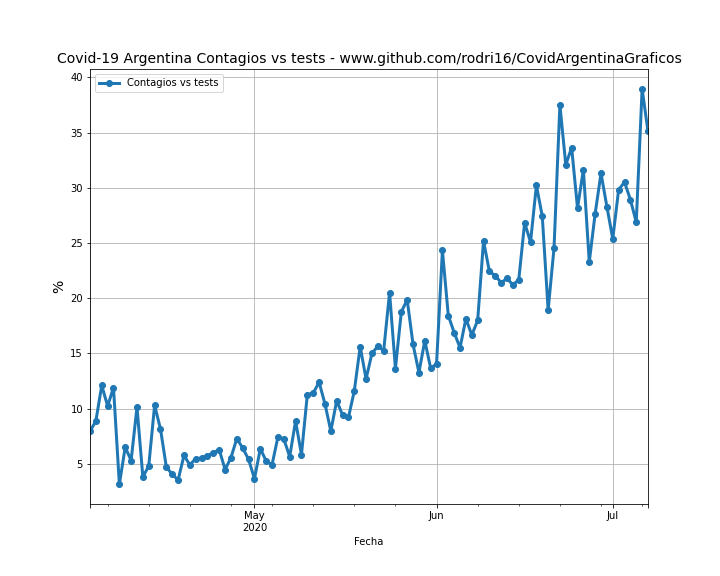 Covid-19 Argentina Contagios vs tests - www.github.com/rodri16/CovidArgentinaGraficos
Contagios vs tests
40
35
30
25
20
15
10
5
%
May
2020
Jun
Jul
Fecha